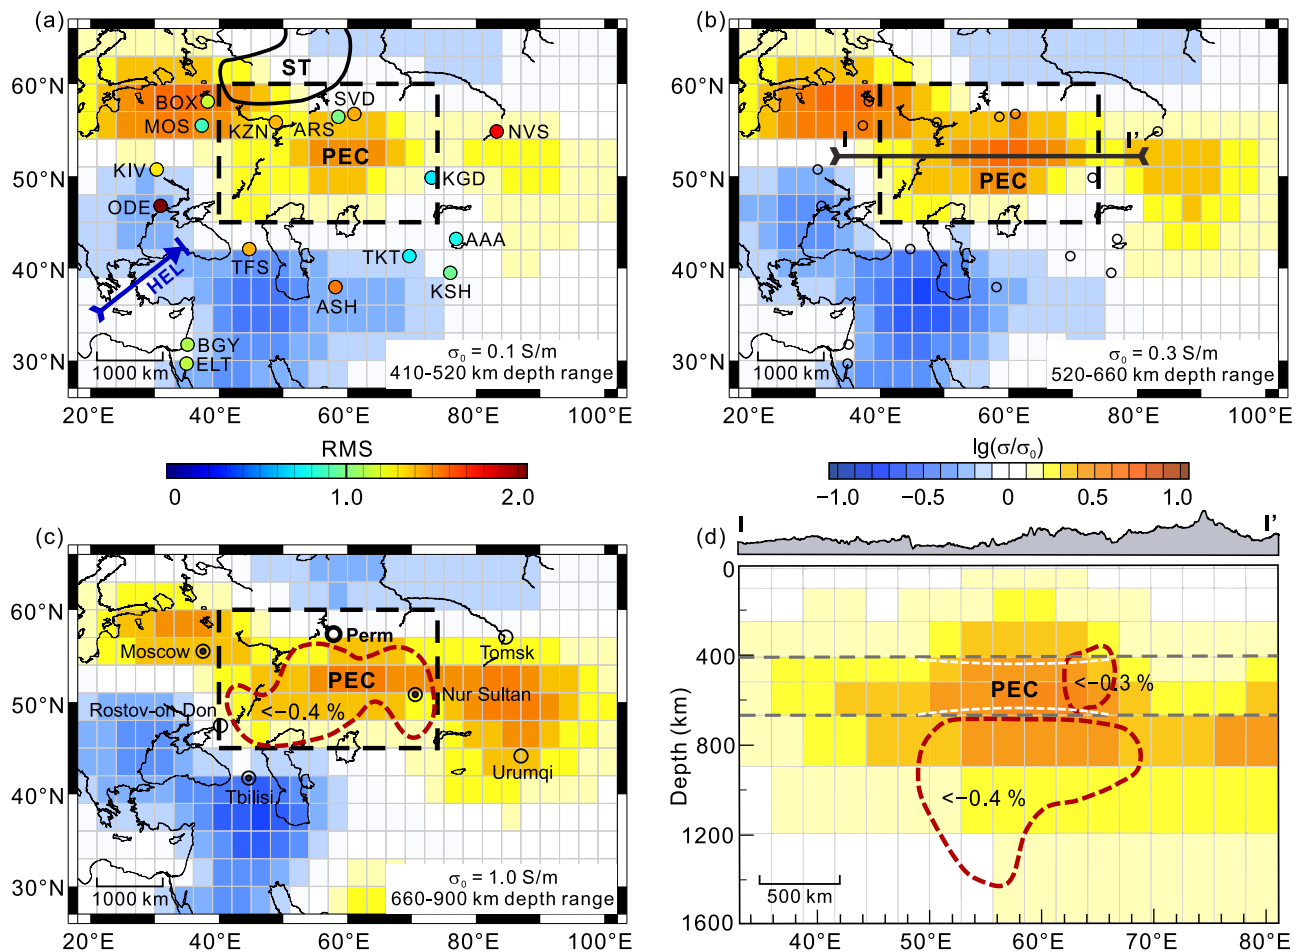 (a)
60°N
50°N
40°N
30°N
ST
BOX
MOS
KZN
ARS
SVD
NVS
PEC
KIV
KGD
ODE
HEL
TFS
TKT
AAA
ASH
KSH
BGY
ELT
1000 km
σ0 = 0.1 S/m
410-520 km depth range
20°E 40°E 60°E 80°E 100°E
(b)
60°N
50°N
40°N
30°N
I
I'
PEC
1000 km
σ0 = 0.3 S/m
520-660 km depth range
20°E 40°E 60°E 80°E 100°E
RMS
0 1.0 2.0
lg(σ/σ0)
−1.0 −0.5 0 0.5 1.0
(c)
60°N
50°N
40°N
30°N
Perm
Moscow
Tomsk
PEC
Nur Sultan
<−0.4 %
Rostov-on-Don
Urumqi
Tbilisi
1000 km
σ0 = 1.0 S/m
660-900 km depth range
20°E 40°E 60°E 80°E 100°E
I
(d)
I'
0
400
800
1200
1600
Depth (km)
PEC
<−0.3 %
<−0.4 %
500 km
40°E 50°E 60°E 70°E 80°E